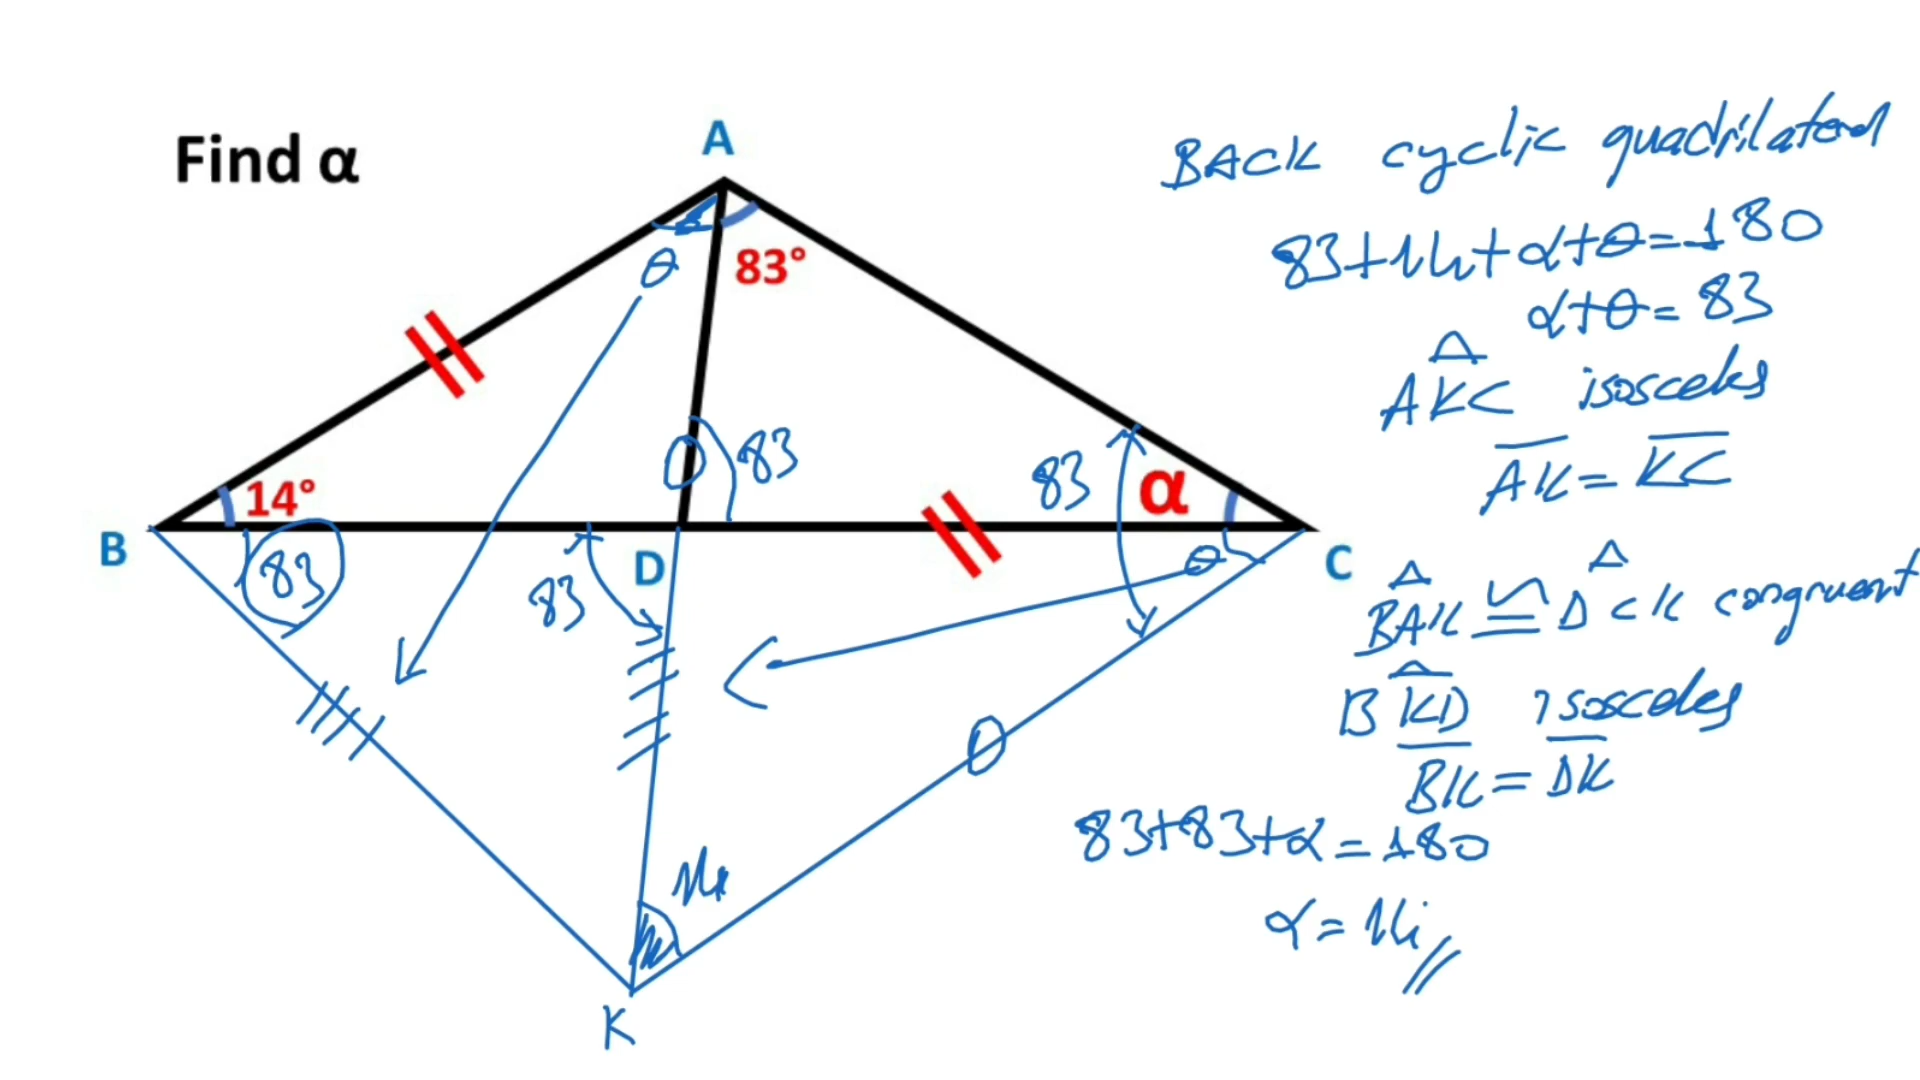 Find α
A
θ
83°
14°
83
83
α
B
83
83
D
θ
C
14
K
BACK cyclic quadrilateral
83+14+α+θ=180
α+θ=83
AKC isosceles
AK=KC
BAK ≅ DCK congruent
BKD isosceles
BK=DK
83+83+α=180
α=14